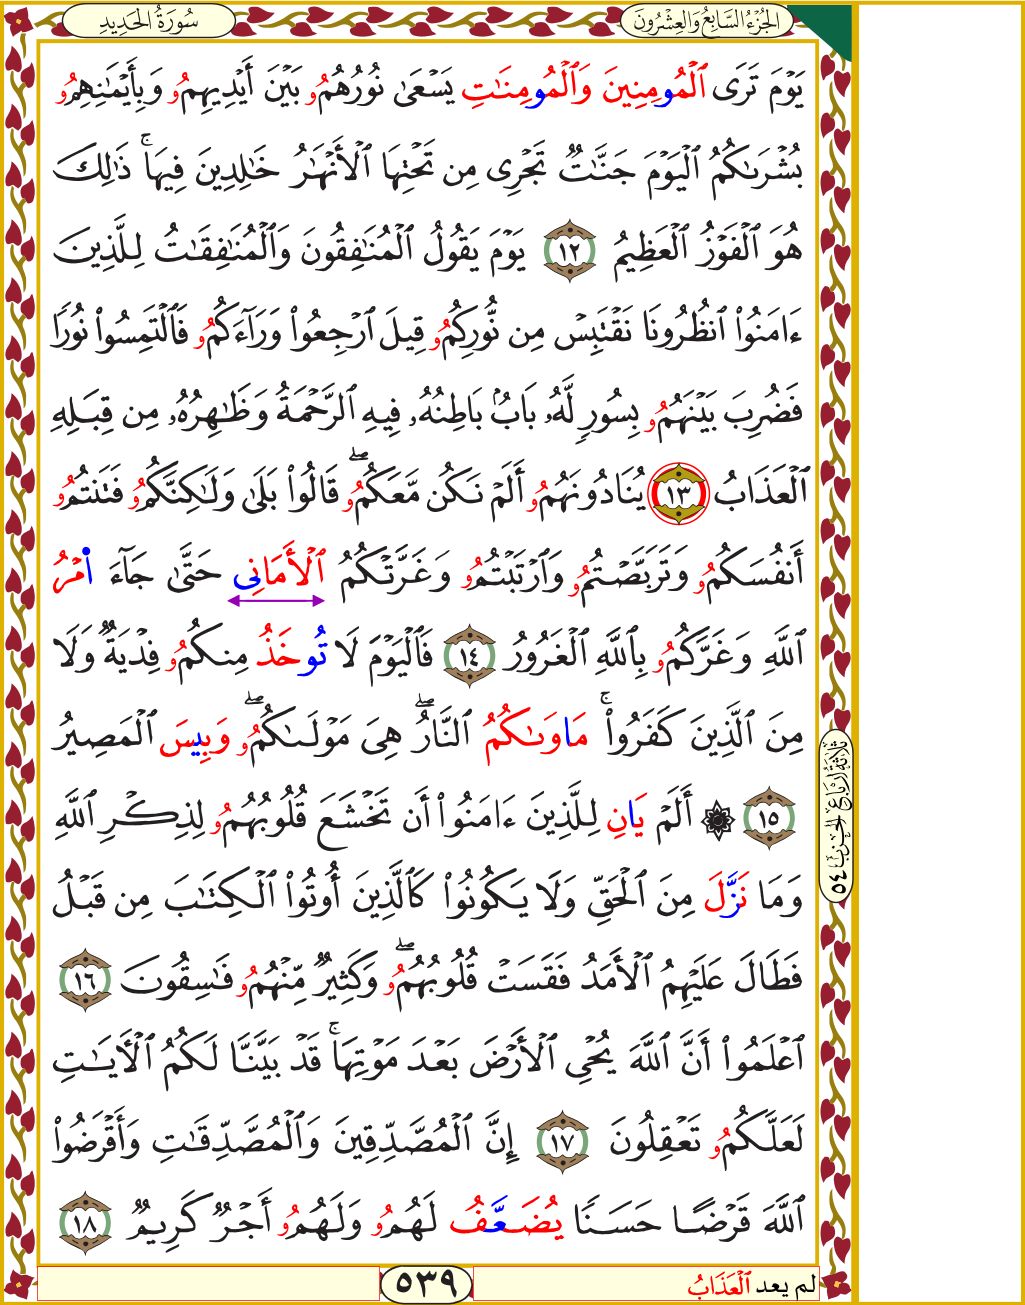 الجُزْءُ السَّابِعُ وَالعِشْرُونَ
سُورَةُ الحَدِيدِ
يَوۡمَ تَرَى ٱلۡمُومِنِينَ وَٱلۡمُومِنَٰتِ يَسۡعَىٰ نُورُهُمُۥ بَيۡنَ أَيۡدِيهِمُۥ وَبِأَيۡمَٰنِهِمُۥ
بُشۡرَىٰكُمُ ٱلۡيَوۡمَ جَنَّٰتٞ تَجۡرِي مِن تَحۡتِهَا ٱلۡأَنۡهَٰرُ خَٰلِدِينَ فِيهَاۚ ذَٰلِكَ
هُوَ ٱلۡفَوۡزُ ٱلۡعَظِيمُ ١٢ يَوۡمَ يَقُولُ ٱلۡمُنَٰفِقُونَ وَٱلۡمُنَٰفِقَٰتُ لِلَّذِينَ
ءَامَنُواْ ٱنظُرُونَا نَقۡتَبِسۡ مِن نُّورِكُمُۥ قِيلَ ٱرۡجِعُواْ وَرَآءَكُمُۥ فَٱلۡتَمِسُواْ نُورٗا
فَضُرِبَ بَيۡنَهُمُۥ بِسُورٖ لَّهُۥ بَابُۢ بَاطِنُهُۥ فِيهِ ٱلرَّحۡمَةُ وَظَٰهِرُهُۥ مِن قِبَلِهِ
ٱلۡعَذَابُ ١٣ يُنَادُونَهُمُۥ أَلَمۡ نَكُن مَّعَكُمُۥۖ قَالُواْ بَلَىٰ وَلَٰكِنَّكُمُۥ فَتَنتُمُۥ
أَنفُسَكُمُۥ وَتَرَبَّصۡتُمُۥ وَٱرۡتَبۡتُمُۥ وَغَرَّتۡكُمُ ٱلۡأَمَانِي حَتَّىٰ جَآءَ اَ۬مۡرُ
ٱللَّهِ وَغَرَّكُمُۥ بِٱللَّهِ ٱلۡغَرُورُ ١٤ فَٱلۡيَوۡمَ لَا تُوخَذُ مِنكُمُۥ فِدۡيَةٞ وَلَا
مِنَ ٱلَّذِينَ كَفَرُواْۚ مَاوَىٰكُمُ ٱلنَّارُۖ هِيَ مَوۡلَىٰكُمُۥۖ وَبِيسَ ٱلۡمَصِيرُ
١٥ ۞ أَلَمۡ يَانِ لِلَّذِينَ ءَامَنُواْ أَن تَخۡشَعَ قُلُوبُهُمُۥ لِذِكۡرِ ٱللَّهِ
وَمَا نَزَّلَ مِنَ ٱلۡحَقِّ وَلَا يَكُونُواْ كَٱلَّذِينَ أُوتُواْ ٱلۡكِتَٰبَ مِن قَبۡلُ
فَطَالَ عَلَيۡهِمُ ٱلۡأَمَدُ فَقَسَتۡ قُلُوبُهُمُۥۖ وَكَثِيرٞ مِّنۡهُمُۥ فَٰسِقُونَ ١٦
ٱعۡلَمُواْ أَنَّ ٱللَّهَ يُحۡيِ ٱلۡأَرۡضَ بَعۡدَ مَوۡتِهَاۚ قَدۡ بَيَّنَّا لَكُمُ ٱلۡأٓيَٰتِ
لَعَلَّكُمُۥ تَعۡقِلُونَ ١٧ إِنَّ ٱلۡمُصَّدِّقِينَ وَٱلۡمُصَّدِّقَٰتِ وَأَقۡرَضُواْ
ٱللَّهَ قَرۡضًا حَسَنٗا يُضَعَّفُ لَهُمُۥ وَلَهُمُۥ أَجۡرٞ كَرِيمٞ ١٨
ثلاثة أرباع الحزب ٥٤
لم يعد ٱلۡعَذَابُ
٥٣٩